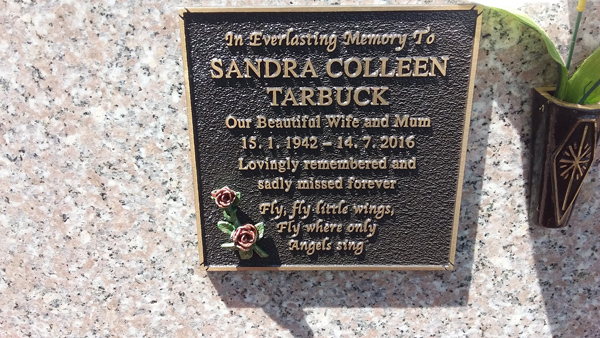 In Everlasting Memory To
SANDRA COLLEEN
TARBUCK
Our Beautiful Wife and Mum
15. 1. 1942 – 14. 7. 2016
Lovingly remembered and
sadly missed forever
Fly, fly little wings,
Fly where only
Angels sing